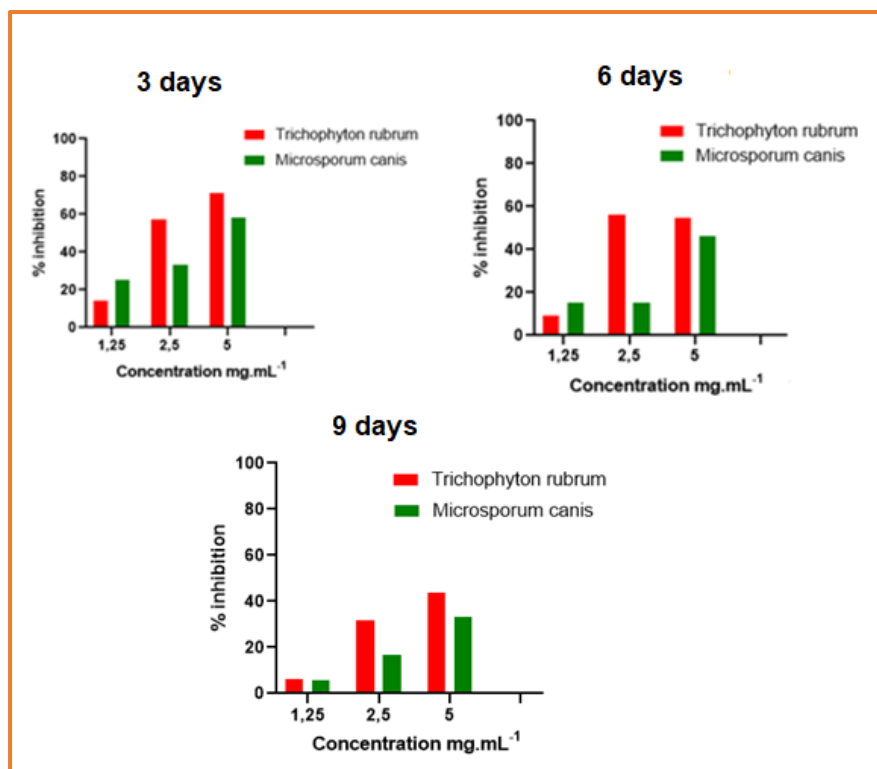 3 days
Trichophyton rubrum
Microsporum canis
% inhibition
100
80
60
40
20
0
1,25 2,5 5
Concentration mg.mL⁻¹
6 days
Trichophyton rubrum
Microsporum canis
% inhibition
100
80
60
40
20
0
1,25 2,5 5
Concentration mg.mL⁻¹
9 days
Trichophyton rubrum
Microsporum canis
% inhibition
100
80
60
40
20
0
1,25 2,5 5
Concentration mg.mL⁻¹